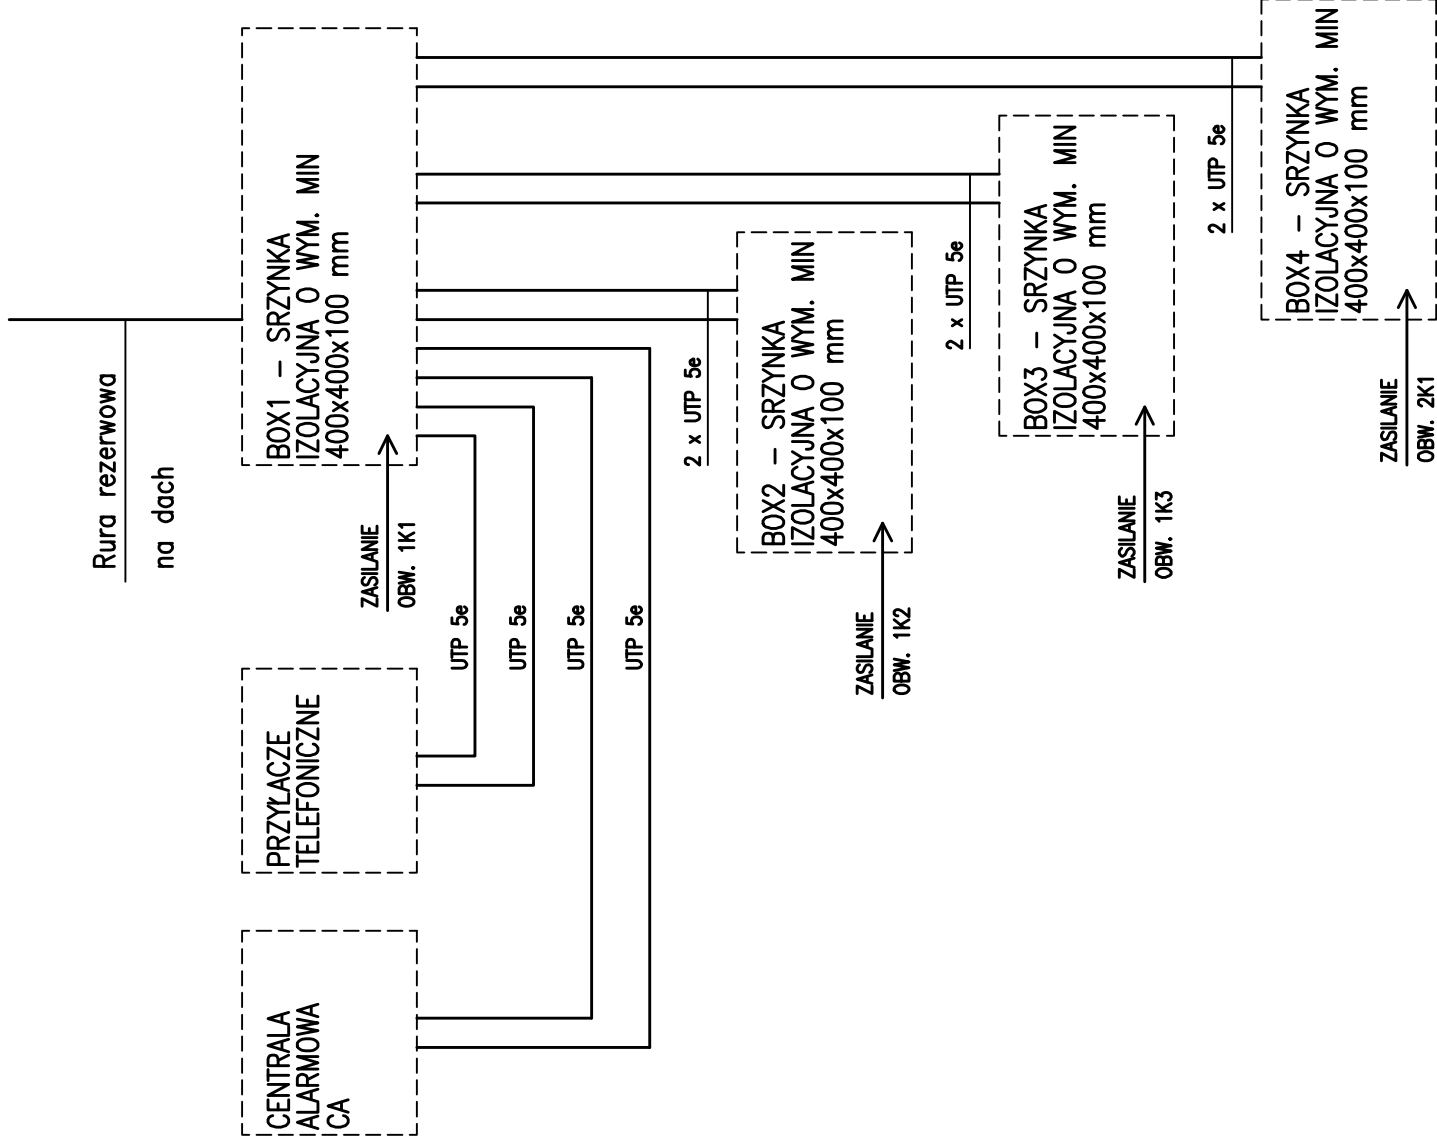 Rura rezerwowa
na dach
BOX1 – SRZYNKA
IZOLACYJNA O WYM. MIN
400x400x100 mm
ZASILANIE
OBW. 1K1
PRZYŁACZE
TELEFONICZNE
CENTRALA
ALARMOWA
CA
UTP 5e
UTP 5e
UTP 5e
UTP 5e
2 x UTP 5e
BOX2 – SRZYNKA
IZOLACYJNA O WYM. MIN
400x400x100 mm
ZASILANIE
OBW. 1K2
2 x UTP 5e
BOX3 – SRZYNKA
IZOLACYJNA O WYM. MIN
400x400x100 mm
ZASILANIE
OBW. 1K3
2 x UTP 5e
BOX4 – SRZYNKA
IZOLACYJNA O WYM. MIN
400x400x100 mm
ZASILANIE
OBW. 2K1